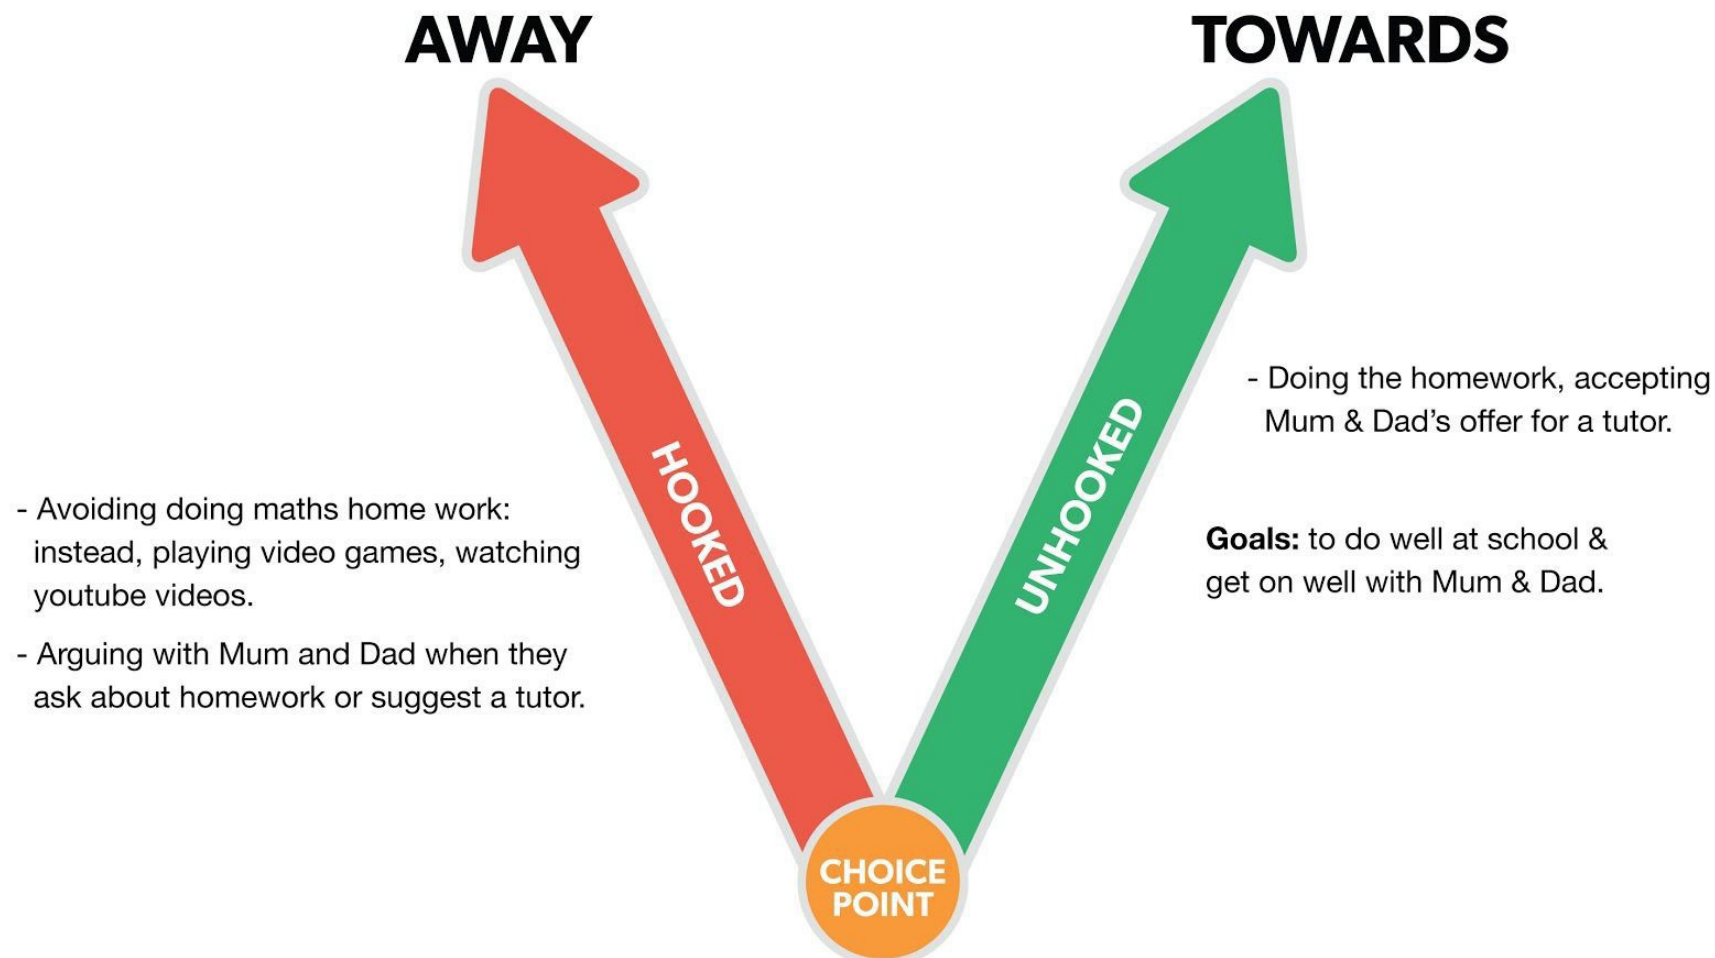 AWAY
TOWARDS
HOOKED
UNHOOKED
- Avoiding doing maths home work:
instead, playing video games, watching
youtube videos.
- Arguing with Mum and Dad when they
ask about homework or suggest a tutor.
- Doing the homework, accepting
Mum & Dad’s offer for a tutor.
Goals: to do well at school &
get on well with Mum & Dad.
CHOICE
POINT